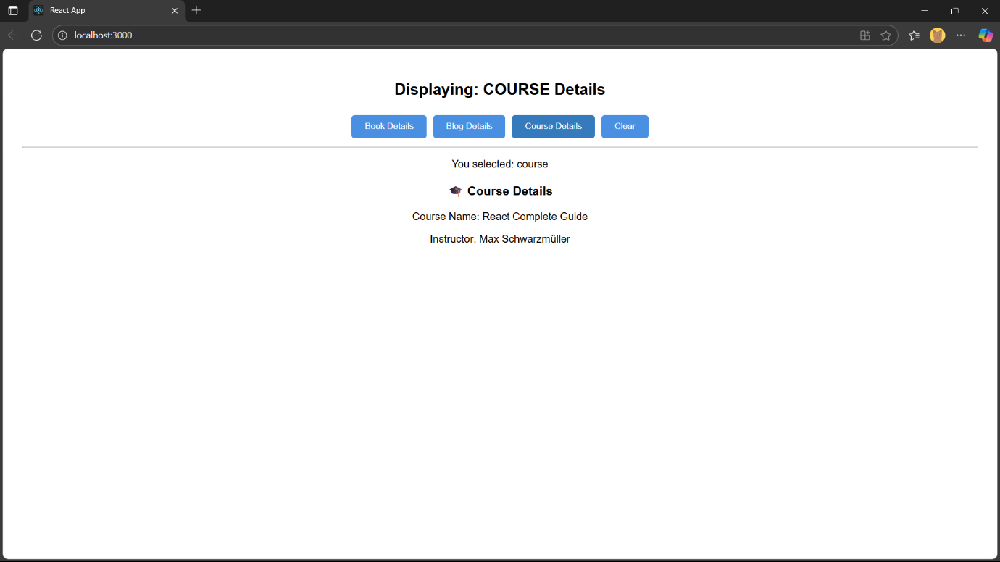 React App
localhost:3000
Displaying: COURSE Details
Book Details Blog Details Course Details Clear
You selected: course
🎓 Course Details
Course Name: React Complete Guide
Instructor: Max Schwarzmüller